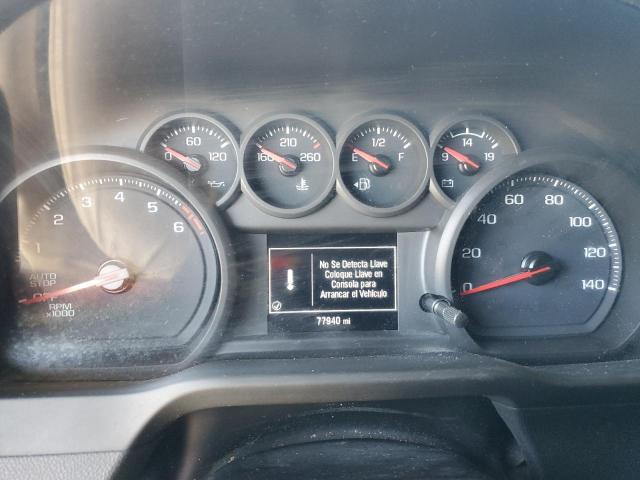 60
0 120
210
160 260
1/2
E F
14
9 19
1 2 3 4 5 6
AUTO
STOP
OFF
RPM
x1000
No Se Detecta Llave
Coloque Llave en
Consola para
Arrancar el Vehículo
77940 mi
0 20 40 60 80 100 120 140